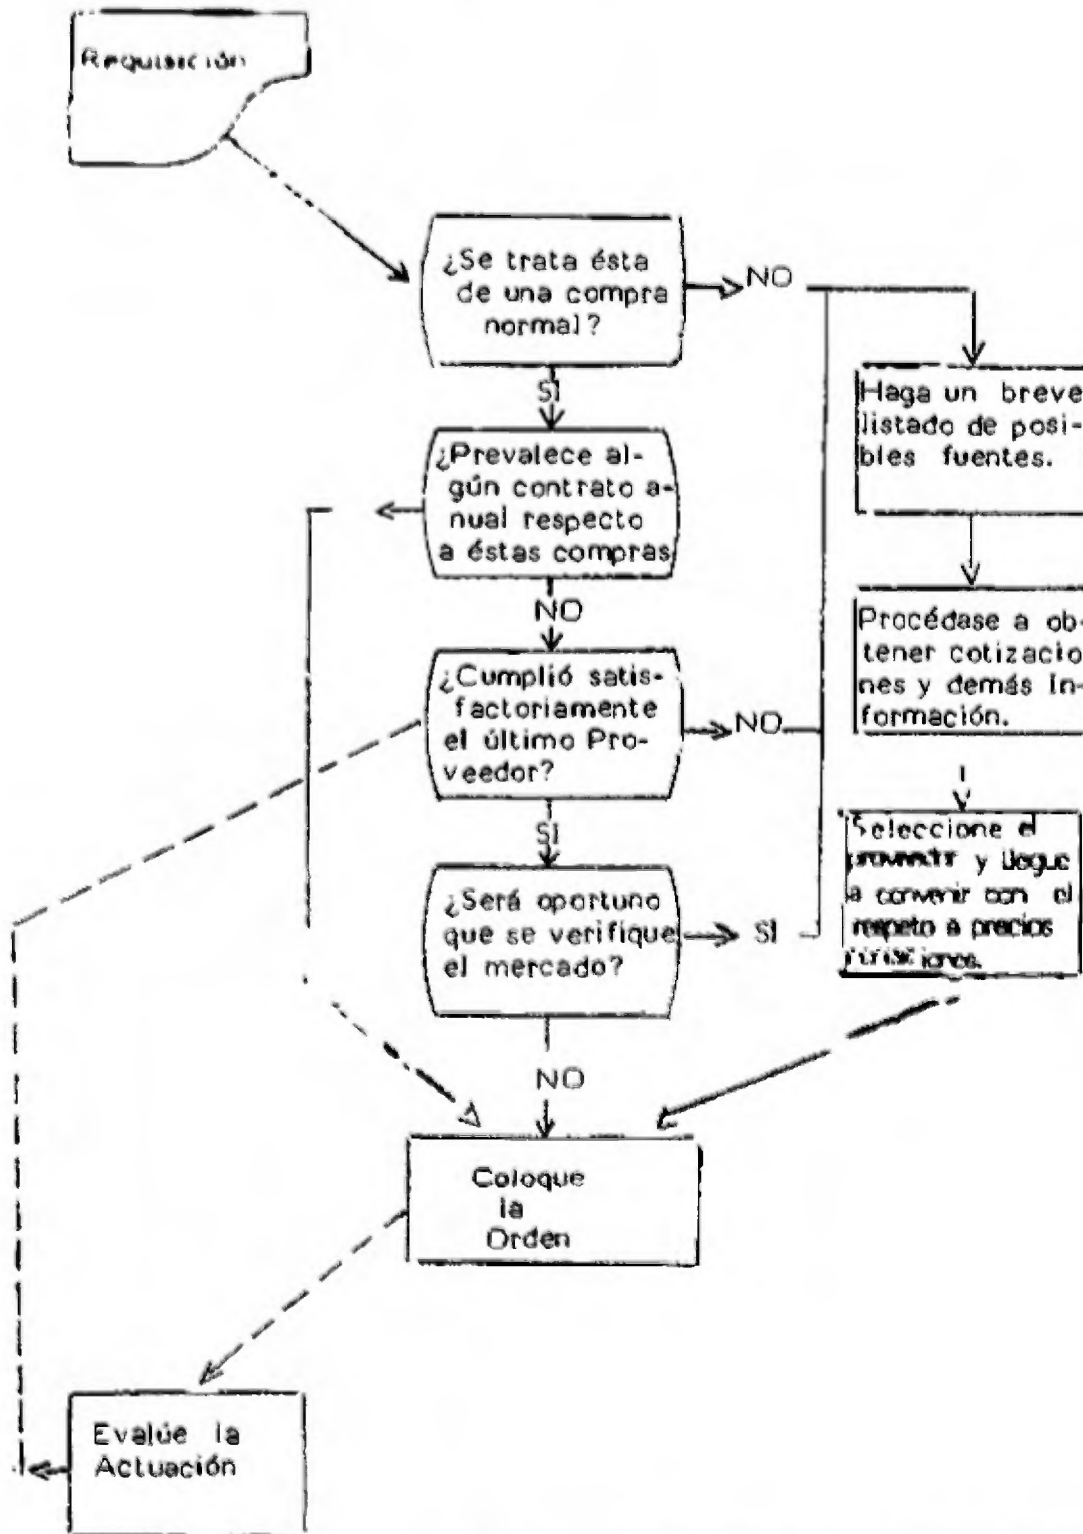 Requisición
¿Se trata ésta
de una compra
normal?
NO
SI
Haga un breve
listado de posi-
bles fuentes.
¿Prevalece al-
gún contrato a-
nual respecto
a éstas compras
NO
Procédase a ob-
tener cotizacio
nes y demás in-
formación.
¿Cumplió satis-
factoriamente
el último Pro-
veedor?
NO
SI
Seleccione el
y llegue
a convenir con el
respeto a precios
¿Será oportuno
que se verifique
el mercado?
SI
NO
Coloque
la
Orden
Evalúe la
Actuación